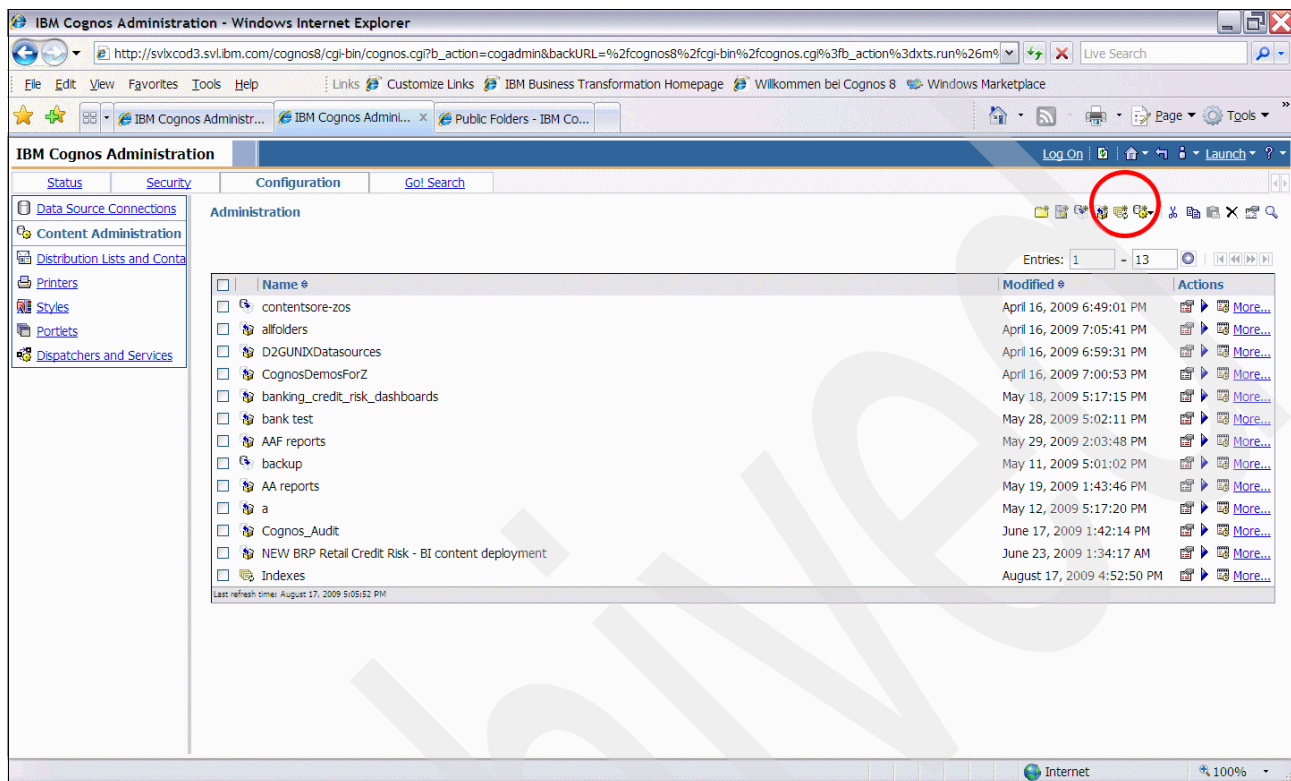 IBM Cognos Administration - Windows Internet Explorer
http://svlxcod3.svl.ibm.com/cognos8/cgi-bin/cognos.cgi?b_action=cogadmin&backURL=%2fcognos8%2fcgi-bin%2fcognos.cgi%3fb_action%3dxts.run%26m% Live Search
File Edit View Favorites Tools Help Links Customize Links IBM Business Transformation Homepage Willkommen bei Cognos 8 Windows Marketplace
IBM Cognos Administr... IBM Cognos Admini... x Public Folders - IBM Co... Page Tools »
IBM Cognos Administration Log On Launch ?
Status Security Configuration Go! Search
Data Source Connections Administration
Content Administration
Distribution Lists and Conta Entries: 1 - 13
Printers Name Modified Actions
Styles contentsore-zos April 16, 2009 6:49:01 PM More...
Portlets allfolders April 16, 2009 7:05:41 PM More...
Dispatchers and Services D2GUNIXDatasources April 16, 2009 6:59:31 PM More...
CognosDemosForZ April 16, 2009 7:00:53 PM More...
banking_credit_risk_dashboards May 18, 2009 5:17:15 PM More...
bank test May 28, 2009 5:02:11 PM More...
AAF reports May 29, 2009 2:03:48 PM More...
backup May 11, 2009 5:01:02 PM More...
AA reports May 19, 2009 1:43:46 PM More...
a May 12, 2009 5:17:20 PM More...
Cognos_Audit June 17, 2009 1:42:14 PM More...
NEW BRP Retail Credit Risk - BI content deployment June 23, 2009 1:34:17 AM More...
Indexes August 17, 2009 4:52:50 PM More...
Last refresh time: August 17, 2009 5:05:52 PM
Internet 100%